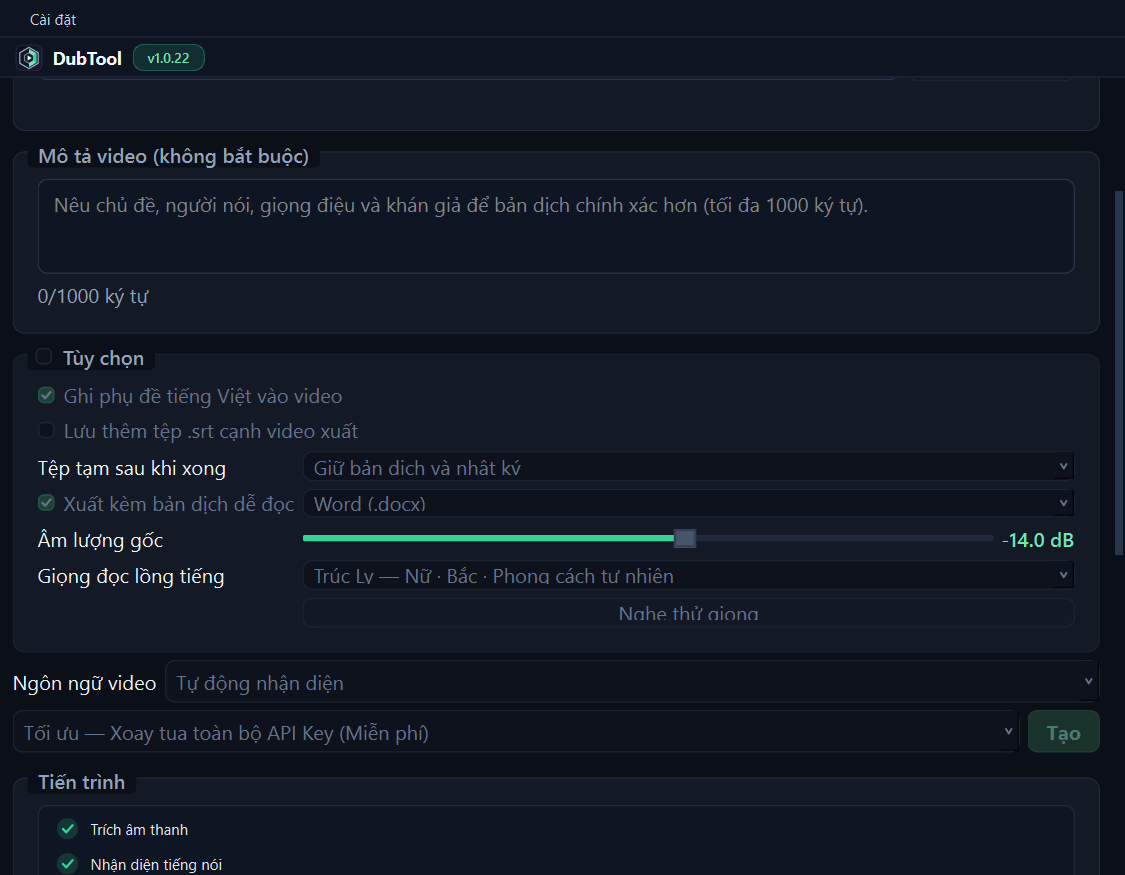 Cài đặt
DubTool v1.0.22
Mô tả video (không bắt buộc)
Nêu chủ đề, người nói, giọng điệu và khán giả để bản dịch chính xác hơn (tối đa 1000 ký tự).
0/1000 ký tự
Tùy chọn
Ghi phụ đề tiếng Việt vào video
Lưu thêm tệp .srt cạnh video xuất
Tệp tạm sau khi xong Giữ bản dịch và nhật ký
Xuất kèm bản dịch dễ đọc Word (.docx)
Âm lượng gốc -14.0 dB
Giọng đọc lồng tiếng Trúc Ly — Nữ · Bắc · Phong cách tự nhiên
Nghe thử giọng
Ngôn ngữ video Tự động nhận diện
Tối ưu — Xoay tua toàn bộ API Key (Miễn phí) Tạo
Tiến trình
Trích âm thanh
Nhận diện tiếng nói